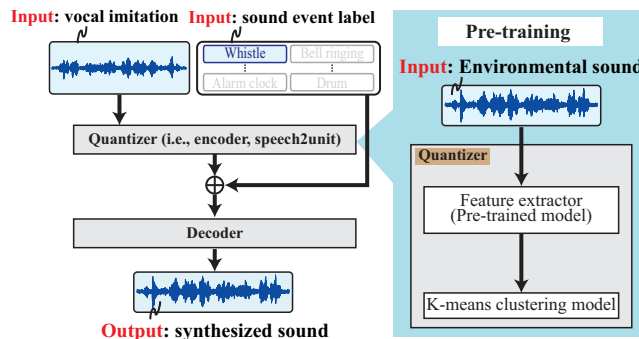 Input: vocal imitation
Input: sound event label
Whistle
Bell ringing
Alarm clock
Drum
Quantizer (i.e., encoder, speech2unit)
Decoder
Output: synthesized sound
Pre-training
Input: Environmental sound
Quantizer
Feature extractor
(Pre-trained model)
K-means clustering model